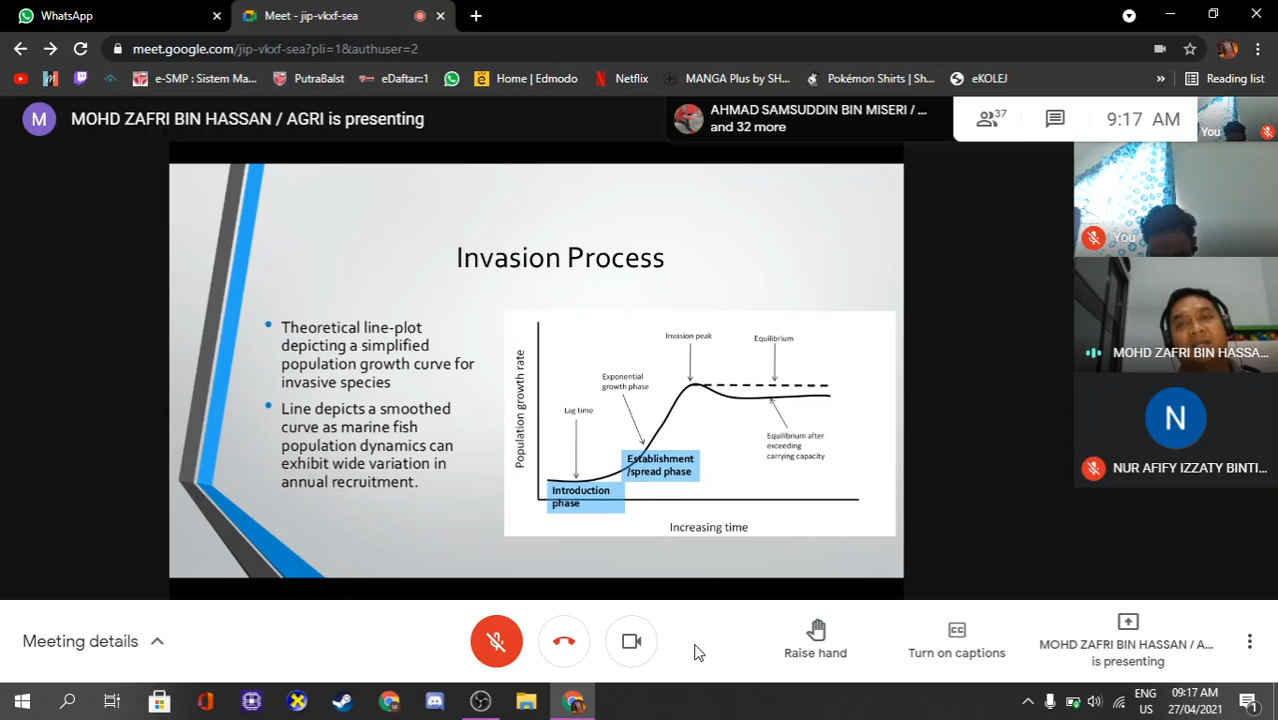 WhatsApp
Meet - jip-vkxf-sea
meet.google.com/jip-vkxf-sea?pli=1&authuser=2
e-SMP : Sistem Ma...
PutraBalst
eDaftar:1
Home | Edmodo
Netflix
MANGA Plus by SH...
Pokémon Shirts | Sh...
eKOLEJ
»
Reading list
M
MOHD ZAFRI BIN HASSAN / AGRI is presenting
AHMAD SAMSUDDIN BIN MISERI / ...
and 32 more
37
9:17 AM
You
You
MOHD ZAFRI BIN HASSA...
N
NUR AFIFY IZZATY BINTI...
Invasion Process
Theoretical line-plot
depicting a simplified
population growth curve for
invasive species
Line depicts a smoothed
curve as marine fish
population dynamics can
exhibit wide variation in
annual recruitment.
Population growth rate
Lag time
Exponential
growth phase
Invasion peak
Equilibrium
Equilibrium after
exceeding
carrying capacity
Establishment
/spread phase
Introduction
phase
Increasing time
Meeting details
Raise hand
Turn on captions
MOHD ZAFRI BIN HASSAN / A...
is presenting
ENG
US
09:17 AM
27/04/2021
1